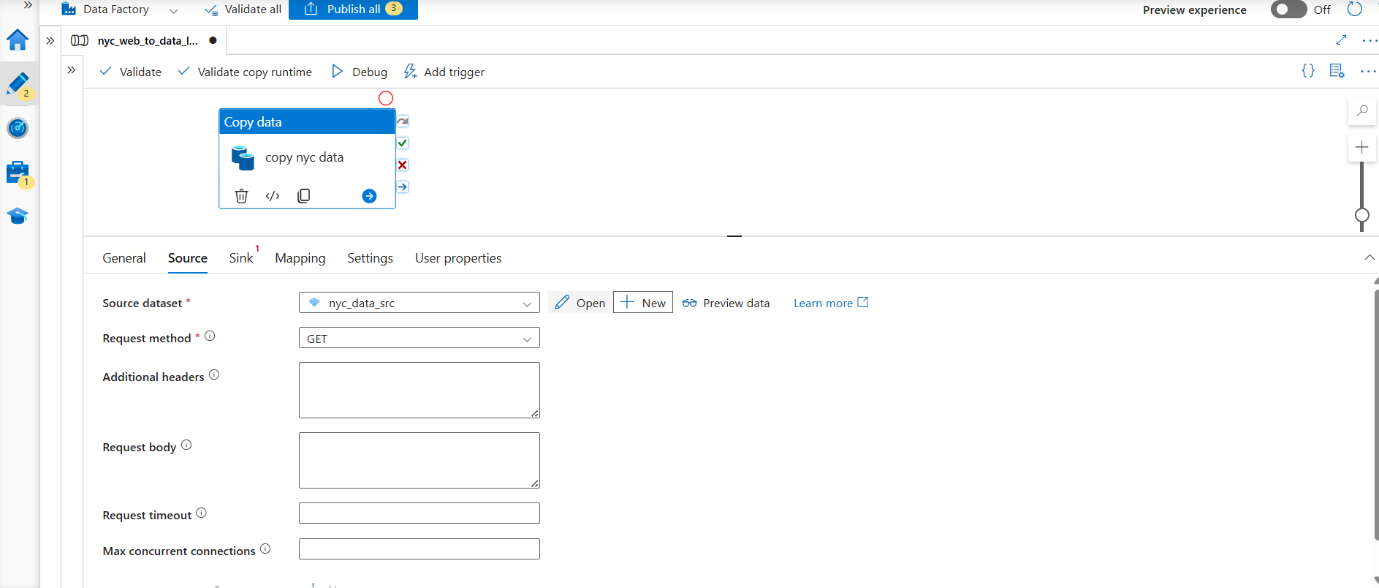 Data Factory Validate all Publish all 3 Preview experience Off
nyc_web_to_data_l...
Validate Validate copy runtime Debug Add trigger
2
Copy data
copy nyc data
1
General Source Sink 1 Mapping Settings User properties
Source dataset * nyc_data_src Open New Preview data Learn more
Request method * GET
Additional headers
Request body
Request timeout
Max concurrent connections